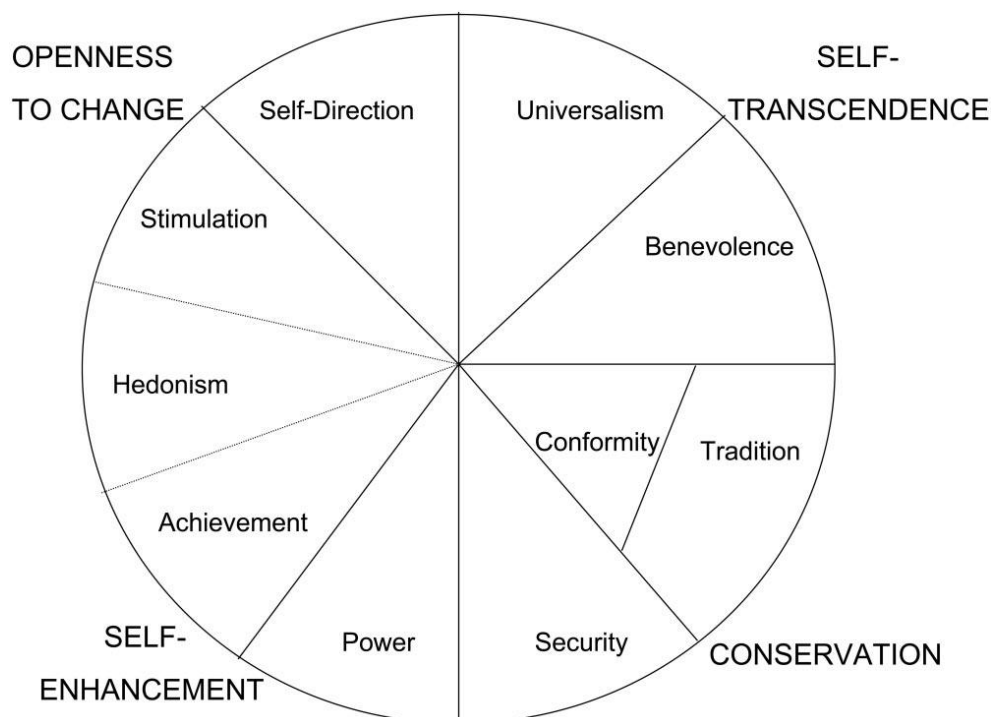 OPENNESS
TO CHANGE
SELF-
TRANSCENDENCE
Self-Direction
Universalism
Stimulation
Benevolence
Hedonism
Conformity
Tradition
Achievement
SELF-
ENHANCEMENT
Power
Security
CONSERVATION